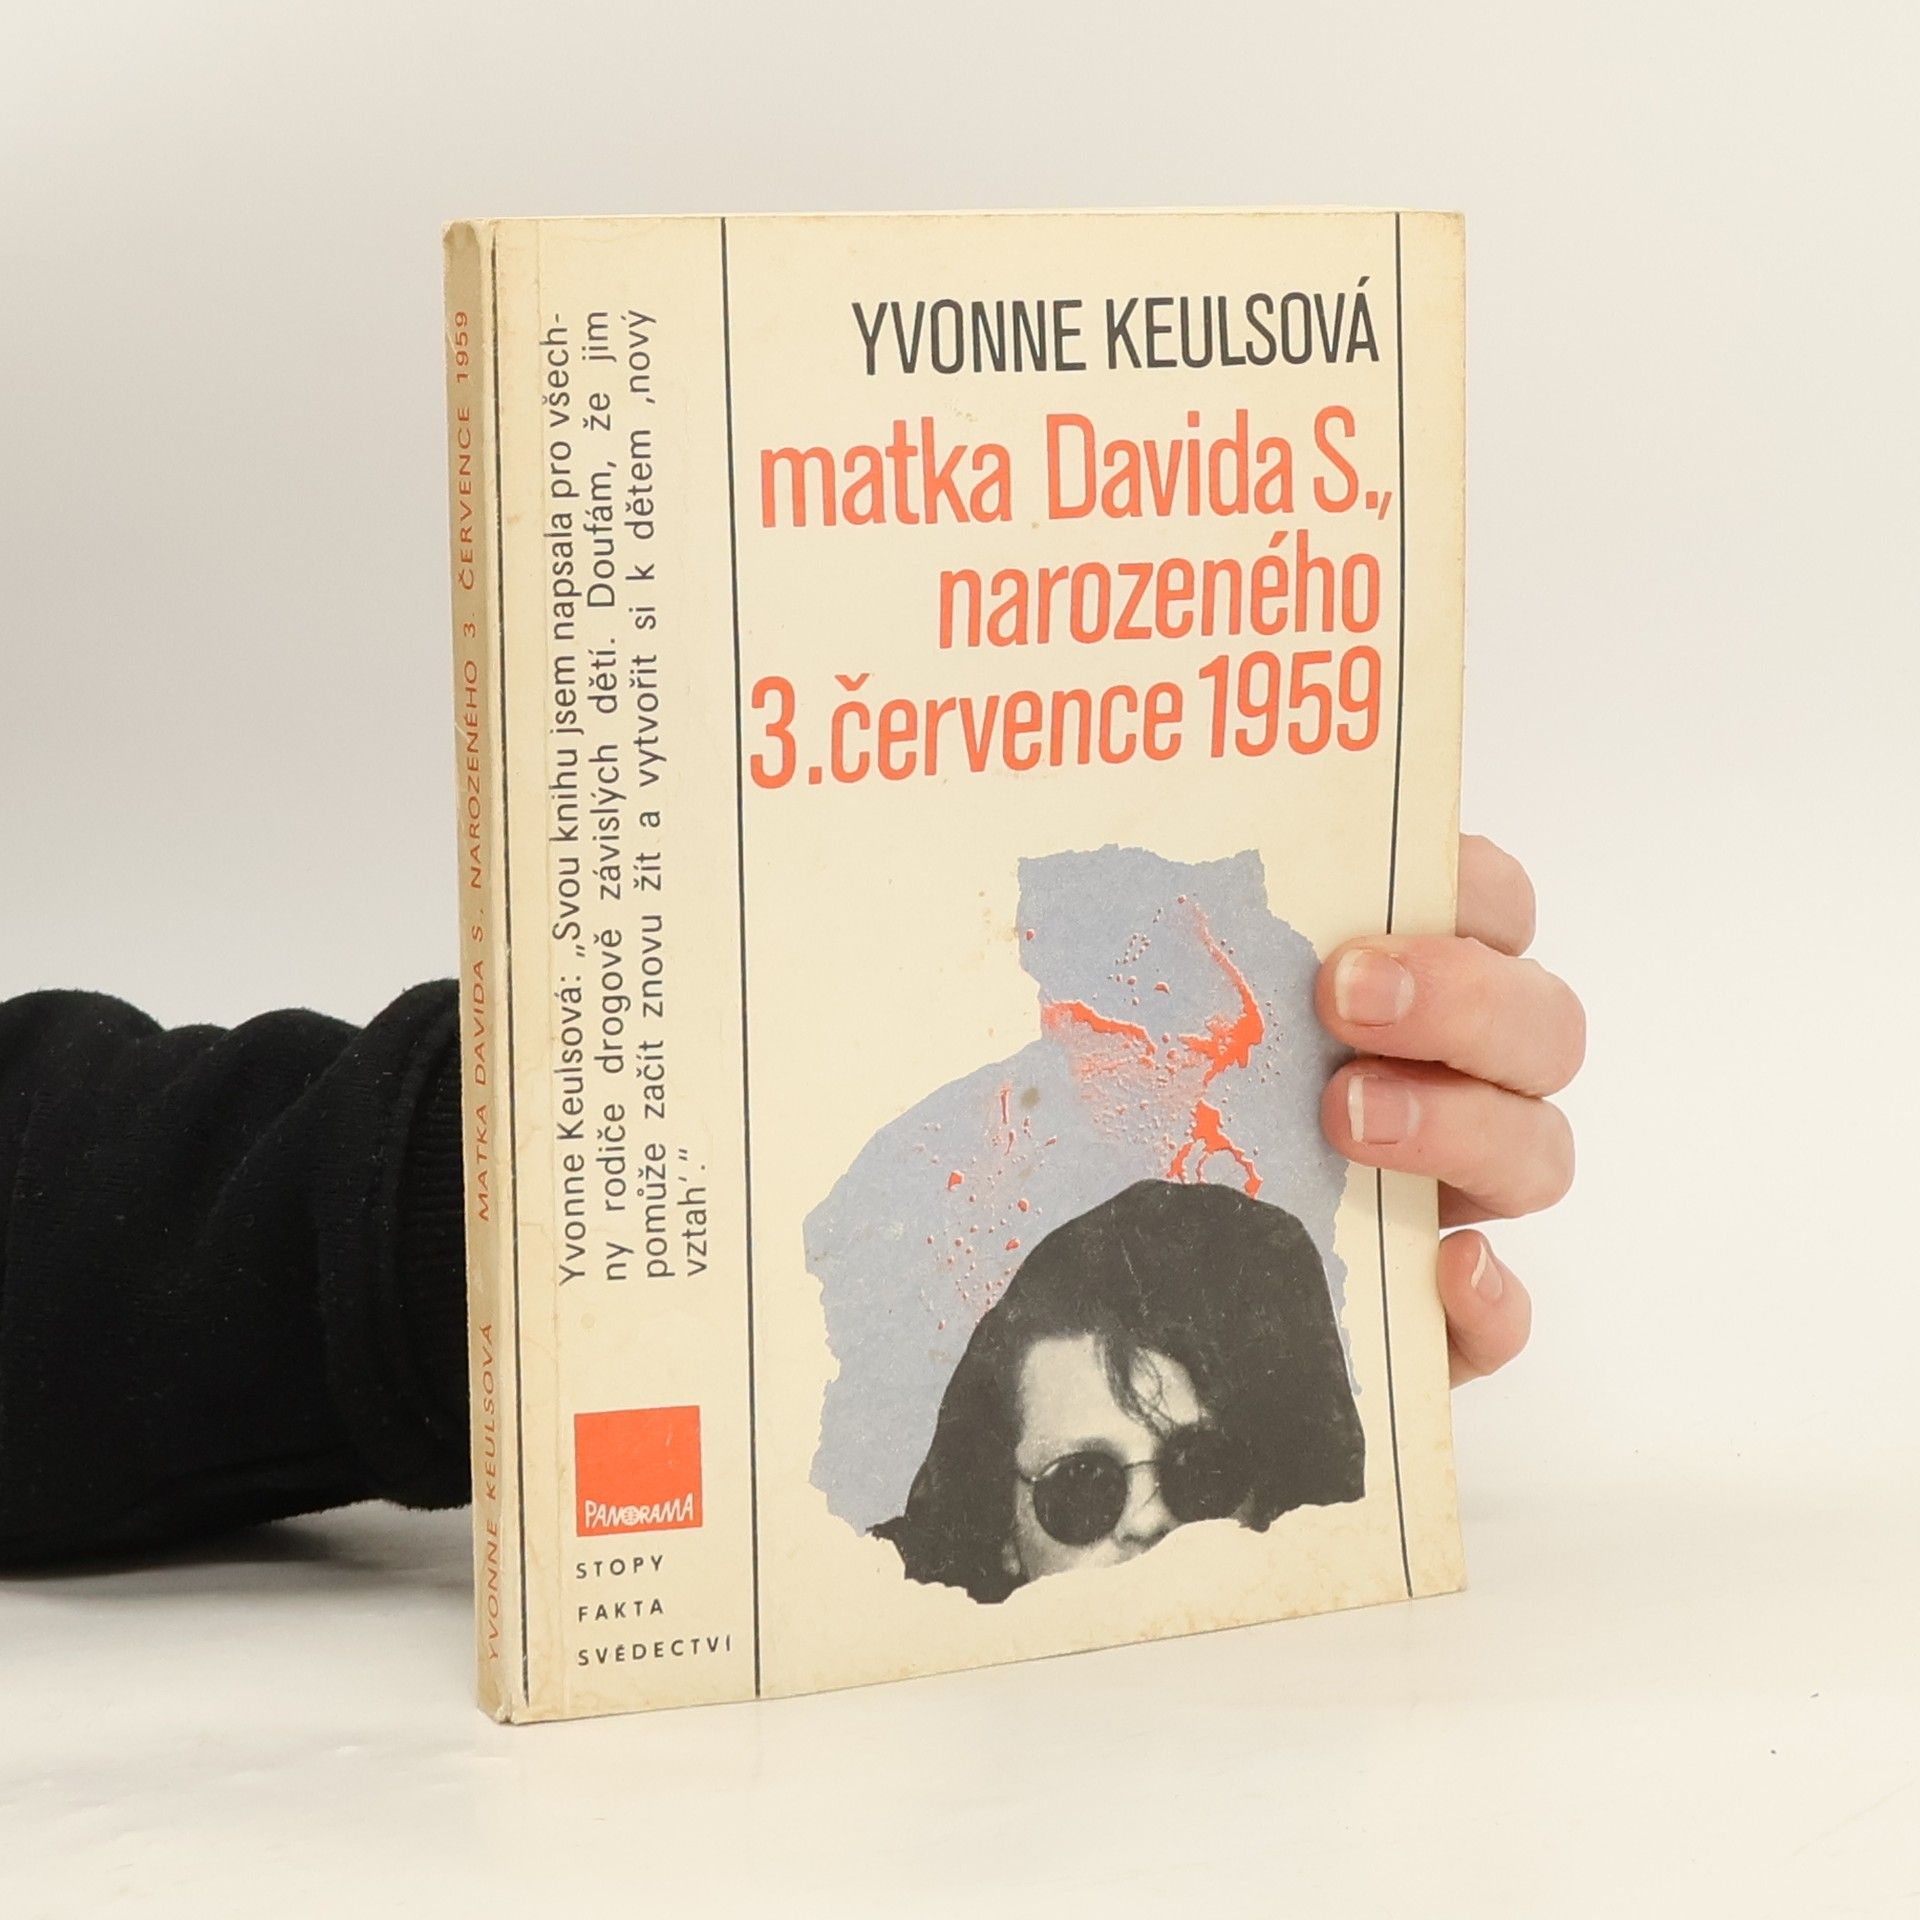 YVONNE KEULSOVÁ
matka Davida S.,
narozeného
3. července 1959
Yvonne Keulsová: „Svou knihu jsem napsala pro všech-
ny rodiče drogově závislých dětí. Doufám, že jim
pomůže začít znovu žít a vytvořit si k dětem ‚nový
vztah‘.“
PANORAMA
STOPY
FAKTA
SVĚDECTVÍ
YVONNE KEULSOVÁ MATKA DAVIDA S. NAROZENÉHO 3. ČERVENCE 1959